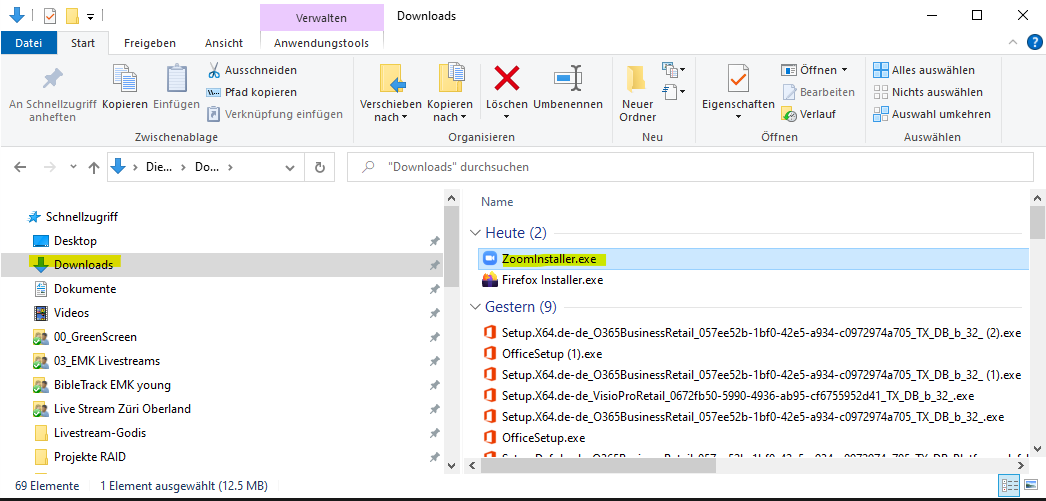 Verwalten
Downloads
Datei
Start
Freigeben
Ansicht
Anwendungstools
An Schnellzugriff
anheften
Kopieren
Einfügen
Ausschneiden
Pfad kopieren
Verknüpfung einfügen
Zwischenablage
Verschieben
nach
Kopieren
nach
Löschen
Umbenennen
Organisieren
Neuer
Ordner
Neu
Eigenschaften
Öffnen
Bearbeiten
Verlauf
Öffnen
Alles auswählen
Nichts auswählen
Auswahl umkehren
Auswählen
Die...
Do...
"Downloads" durchsuchen
Schnellzugriff
Desktop
Downloads
Dokumente
Videos
00_GreenScreen
03_EMK Livestreams
BibleTrack EMK young
Live Stream Züri Oberland
Livestream-Godis
Projekte RAID
Name
Heute (2)
ZoomInstaller.exe
Firefox Installer.exe
Gestern (9)
Setup.X64.de-de_O365BusinessRetail_057ee52b-1bf0-42e5-a934-c0972974a705_TX_DB_b_32_ (2).exe
OfficeSetup (1).exe
Setup.X64.de-de_O365BusinessRetail_057ee52b-1bf0-42e5-a934-c0972974a705_TX_DB_b_32_ (1).exe
Setup.X64.de-de_VisioProRetail_0672fb50-5990-4936-ab95-cf6755952d41_TX_DB_b_32_.exe
Setup.X64.de-de_O365BusinessRetail_057ee52b-1bf0-42e5-a934-c0972974a705_TX_DB_b_32_.exe
OfficeSetup.exe
69 Elemente
1 Element ausgewählt (12.5 MB)